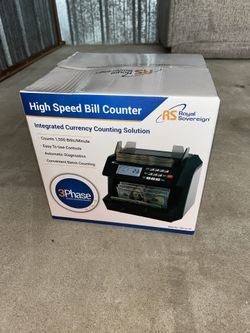 High Speed Bill Counter
RS Royal
Sovereign
Integrated Currency Counting Solution
Counts 1,500 Bills/Minute
Easy To Use Controls
Automatic Diagnostics
Convenient Batch Counting
3Phase